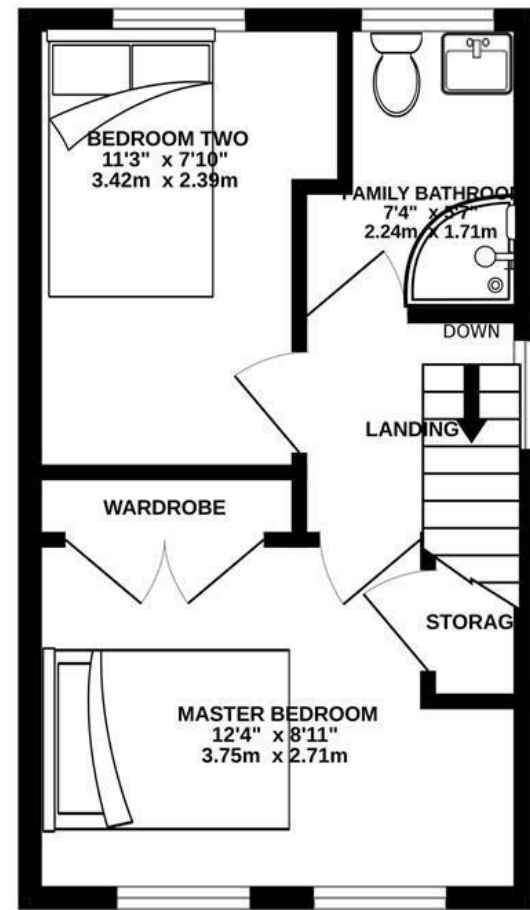 BEDROOM TWO
11'3" x 7'10"
3.42m x 2.39m
FAMILY BATHROOM
7'4" x 5'7"
2.24m x 1.71m
DOWN
LANDING
WARDROBE
STORAG
MASTER BEDROOM
12'4" x 8'11"
3.75m x 2.71m